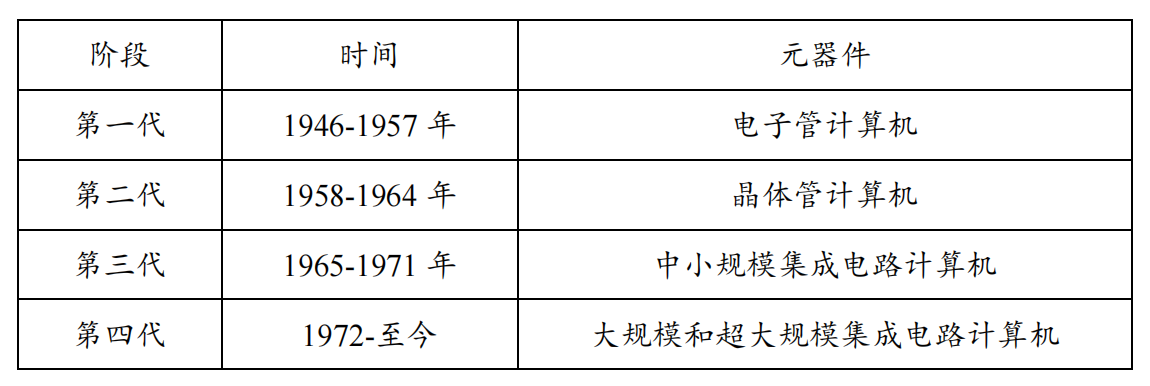 阶段 时间 元器件
第一代 1946-1957 年 电子管计算机
第二代 1958-1964 年 晶体管计算机
第三代 1965-1971 年 中小规模集成电路计算机
第四代 1972-至今 大规模和超大规模集成电路计算机